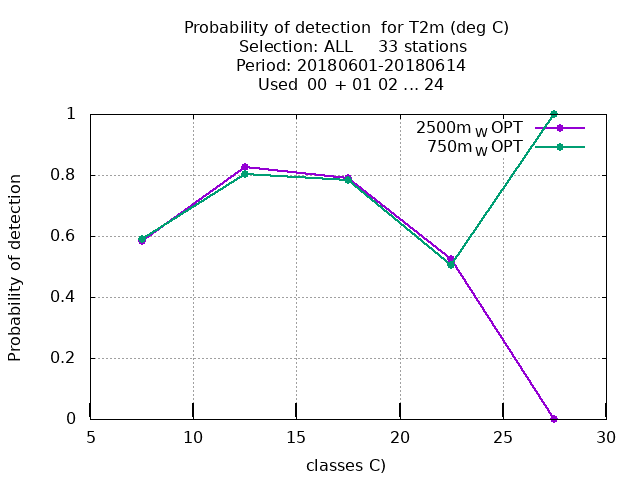 Probability of detection  for T2m (deg C)
Selection: ALL     33 stations
Period: 20180601-20180614
Used  00  + 01 02 ... 24
2500m_W OPT
750m_W OPT
Probability of detection
1
0.8
0.6
0.4
0.2
0
5 10 15 20 25 30
classes C)